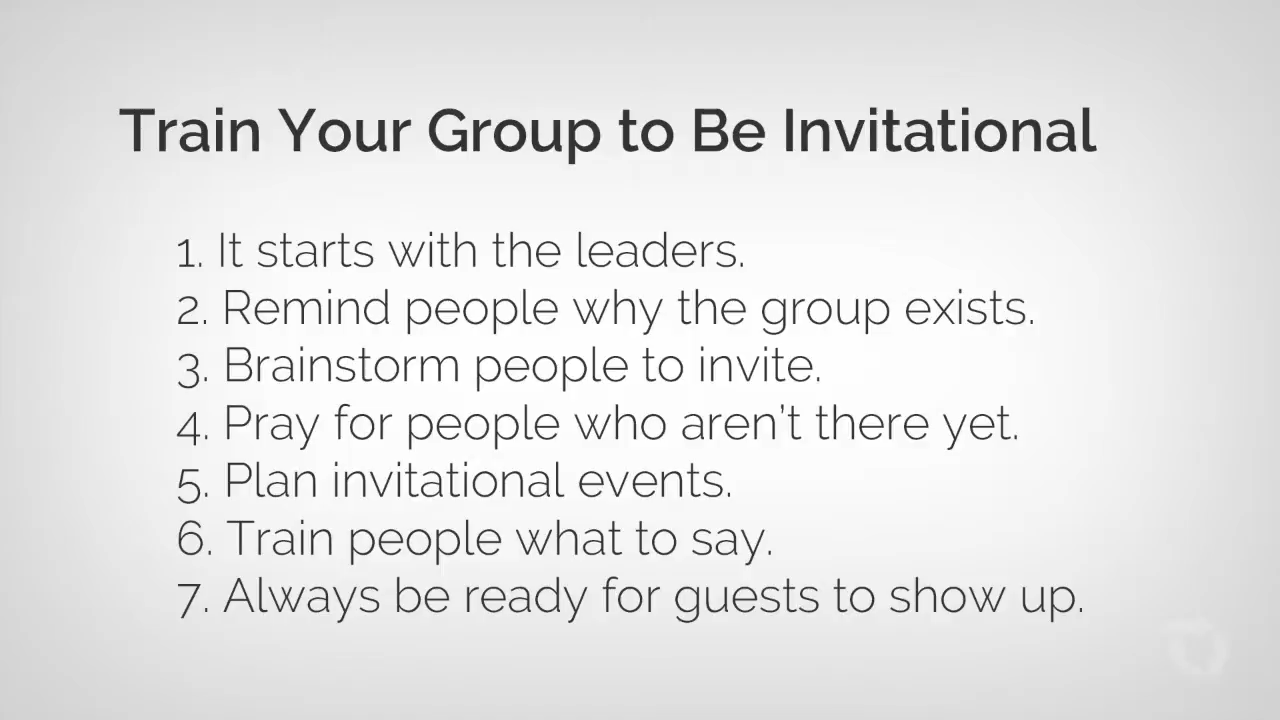 Train Your Group to Be Invitational
1. It starts with the leaders.
2. Remind people why the group exists.
3. Brainstorm people to invite.
4. Pray for people who aren't there yet.
5. Plan invitational events.
6. Train people what to say.
7. Always be ready for guests to show up.